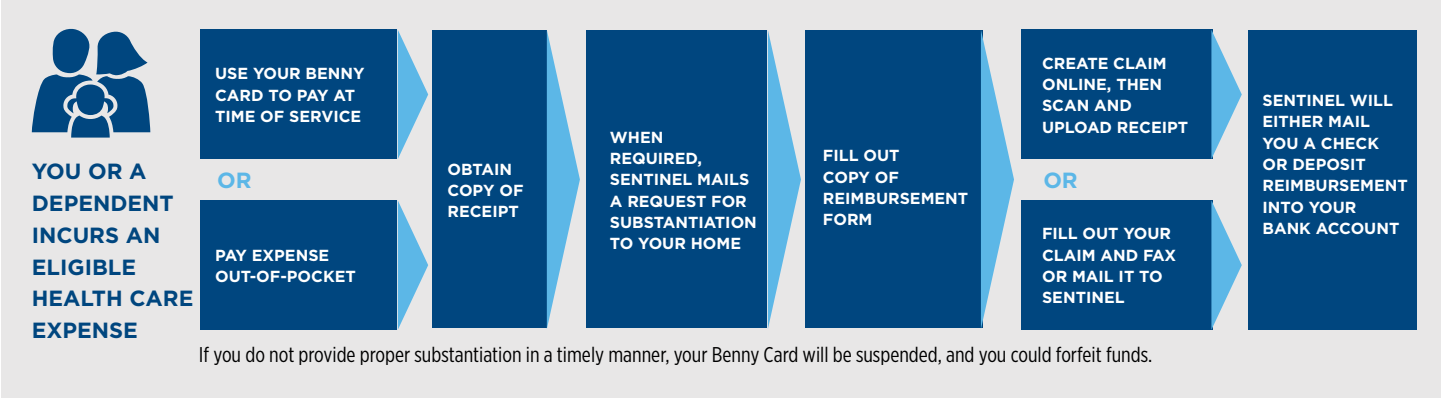 YOU OR A
DEPENDENT
INCURS AN
ELIGIBLE
HEALTH CARE
EXPENSE
USE YOUR BENNY
CARD TO PAY AT
TIME OF SERVICE
OR
PAY EXPENSE
OUT-OF-POCKET
OBTAIN
COPY OF
RECEIPT
WHEN
REQUIRED,
SENTINEL MAILS
A REQUEST FOR
SUBSTANTIATION
TO YOUR HOME
FILL OUT
COPY OF
REIMBURSEMENT
FORM
CREATE CLAIM
ONLINE, THEN
SCAN AND
UPLOAD RECEIPT
OR
FILL OUT YOUR
CLAIM AND FAX
OR MAIL IT TO
SENTINEL
SENTINEL WILL
EITHER MAIL
YOU A CHECK
OR DEPOSIT
REIMBURSEMENT
INTO YOUR
BANK ACCOUNT
If you do not provide proper substantiation in a timely manner, your Benny Card will be suspended, and you could forfeit funds.